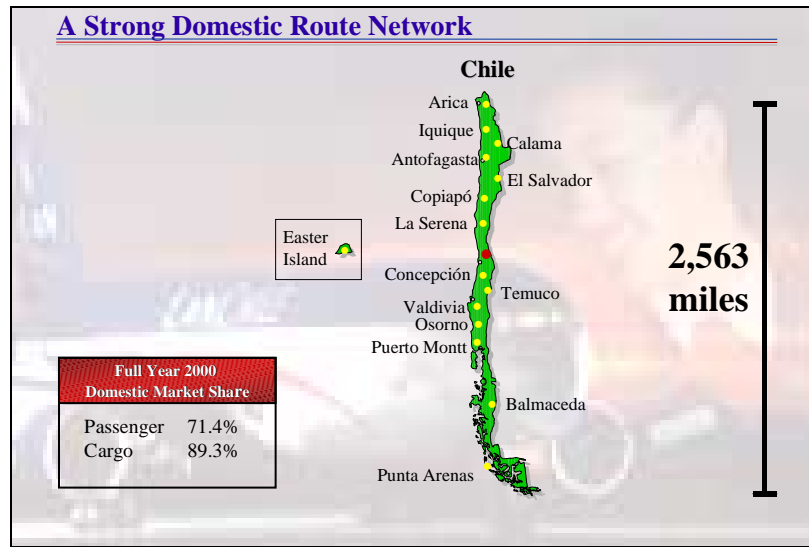 A Strong Domestic Route Network
Chile
Arica
Iquique
Calama
Antofagasta
El Salvador
Copiapó
La Serena
Easter
Island
Concepción
Temuco
Valdivia
Osorno
Puerto Montt
Balmaceda
Punta Arenas
2,563
miles
Full Year 2000
Domestic Market Share
Passenger 71.4%
Cargo 89.3%